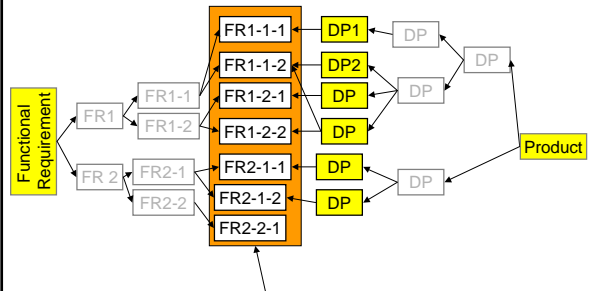 Functional
Requirement
FR1
FR 2
FR1-1
FR1-2
FR2-1
FR2-2
FR1-1-1
FR1-1-2
FR1-2-1
FR1-2-2
FR2-1-1
FR2-1-2
FR2-2-1
DP1
DP2
DP
DP
DP
DP
DP
DP
DP
DP
Product